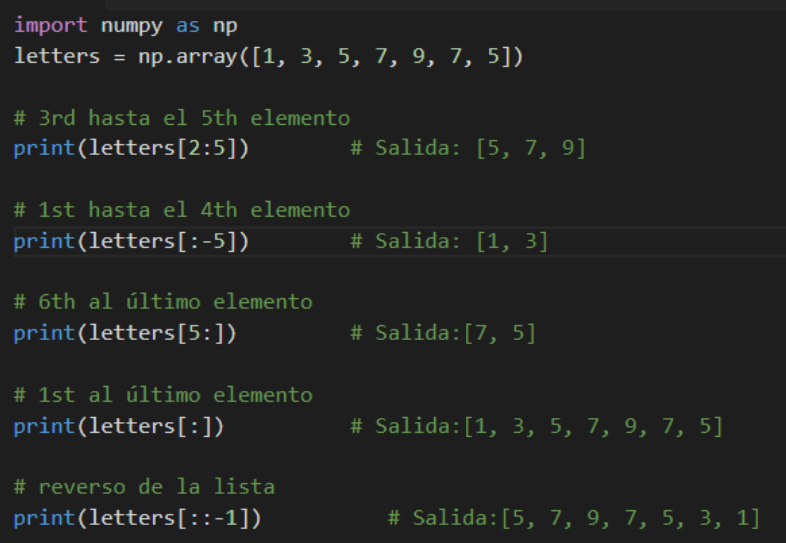 import numpy as np
letters = np.array([1, 3, 5, 7, 9, 7, 5])
# 3rd hasta el 5th elemento
print(letters[2:5])        # Salida: [5, 7, 9]
# 1st hasta el 4th elemento
print(letters[:-5])        # Salida: [1, 3]
# 6th al último elemento
print(letters[5:])         # Salida:[7, 5]
# 1st al último elemento
print(letters[:])          # Salida:[1, 3, 5, 7, 9, 7, 5]
# reverso de la lista
print(letters[::-1])          # Salida:[5, 7, 9, 7, 5, 3, 1]